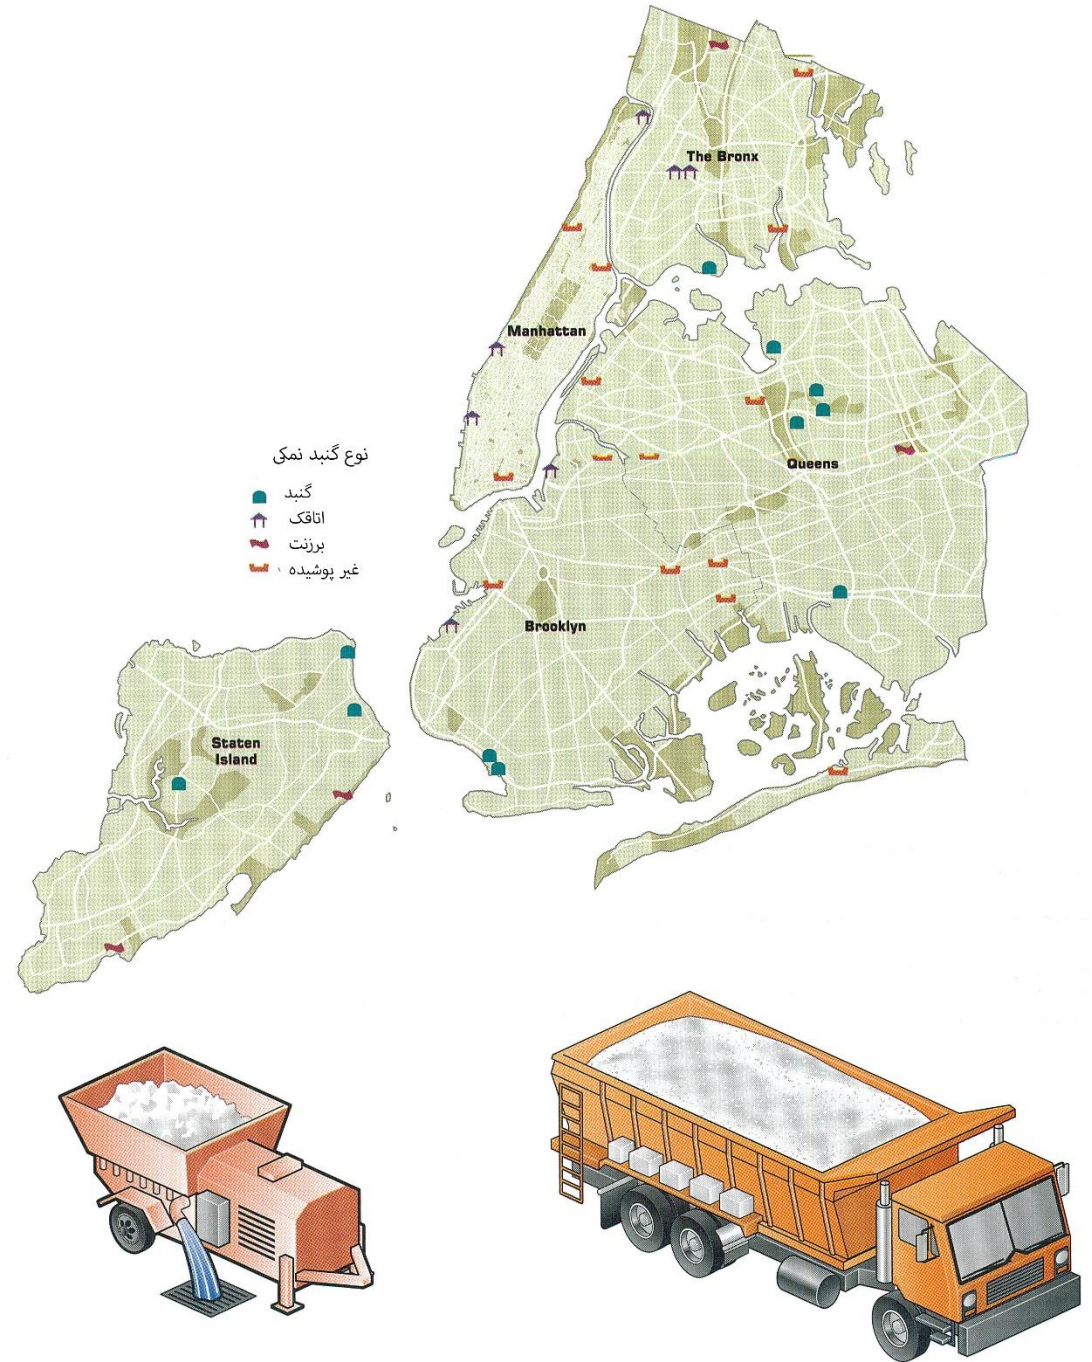 The Bronx
Manhattan
نوع گنبد نمکی
Queens
گنبد
اتاقک
برزنت
غیر پوشیده
Brooklyn
Staten
Island